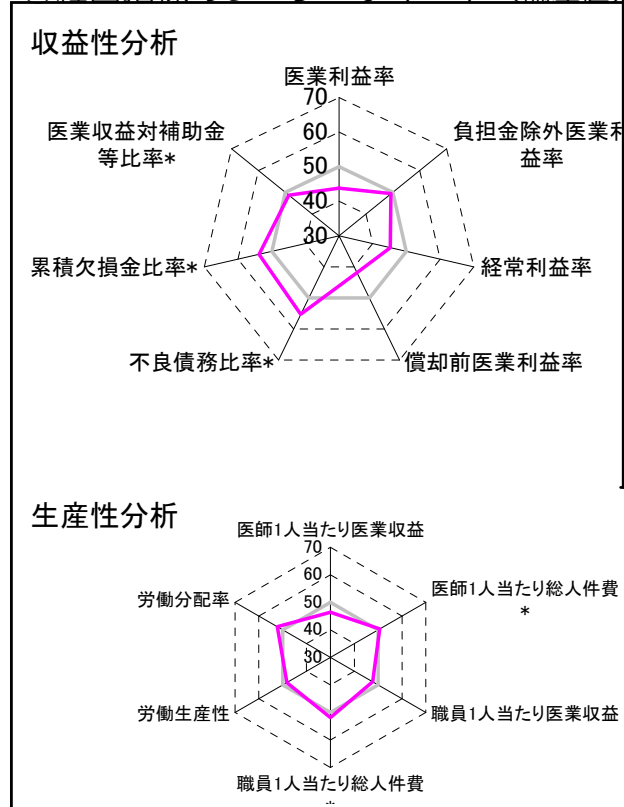 収益性分析
医業利益率
70
医業収益対補助金
等比率*
60
負担金除外医業利
益率
50
40
30
累積欠損金比率*
経常利益率
不良債務比率*
償却前医業利益率
生産性分析
医師1人当たり医業収益
70
労働分配率
60
医師1人当たり総人件費
*
50
40
30
労働生産性
職員1人当たり医業収益
職員1人当たり総人件費
*